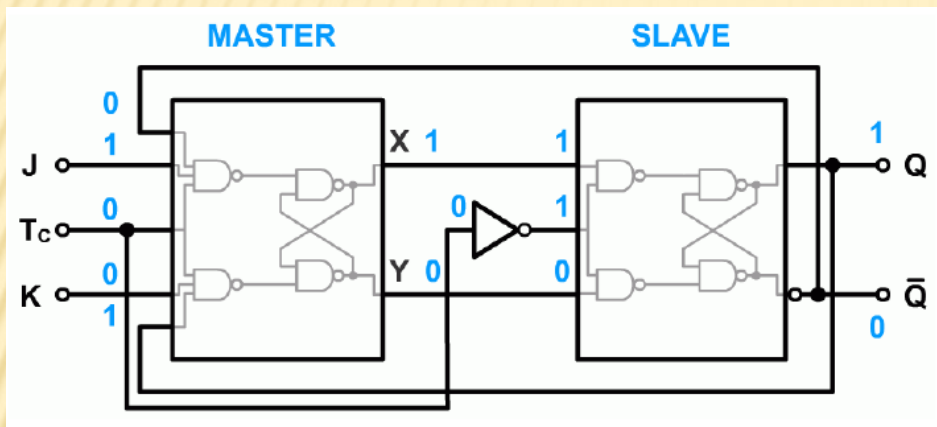 MASTER SLAVE
0
1 X 1 1 1
J Q
0 0 1
Tc
0 Y 0 0
K Q̅
1 0